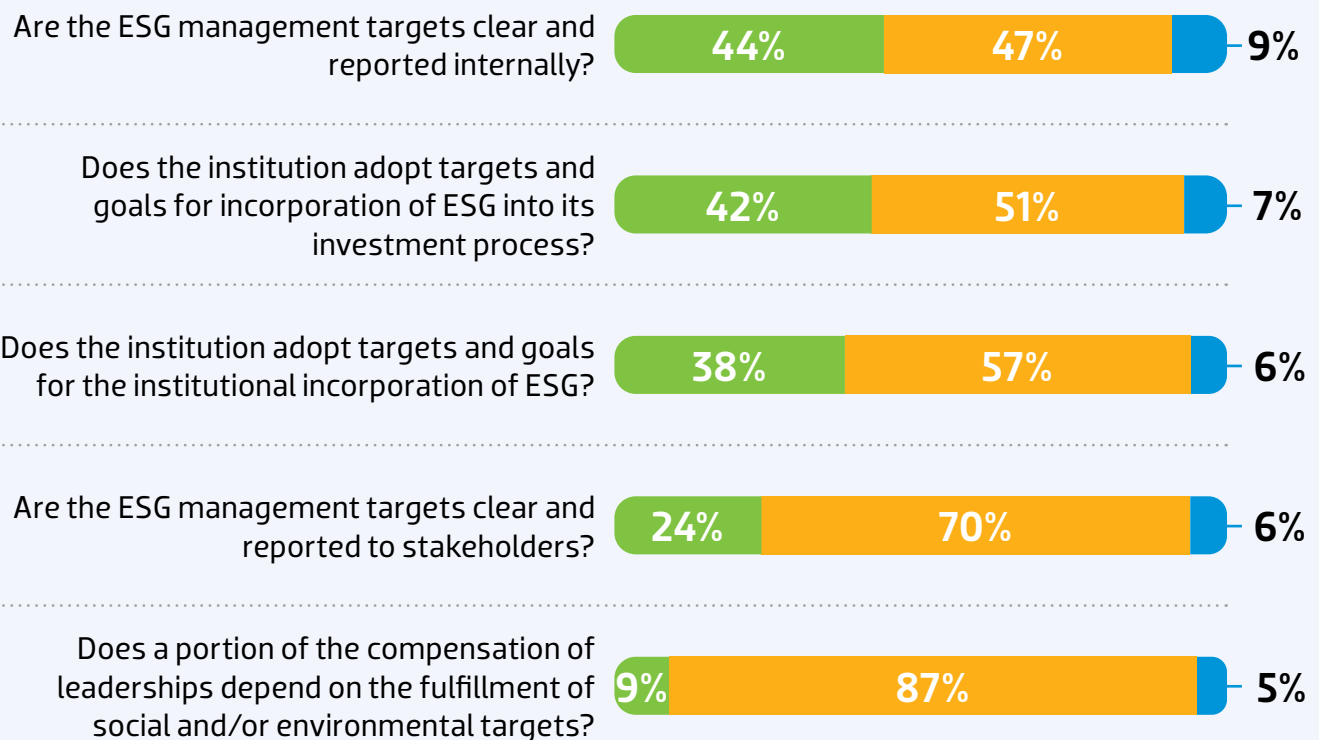 Are the ESG management targets clear and
reported internally?
44% 47% 9%
Does the institution adopt targets and
goals for incorporation of ESG into its
investment process?
42% 51% 7%
Does the institution adopt targets and goals
for the institutional incorporation of ESG?
38% 57% 6%
Are the ESG management targets clear and
reported to stakeholders?
24% 70% 6%
Does a portion of the compensation of
leaderships depend on the fulfillment of
social and/or environmental targets?
9% 87% 5%